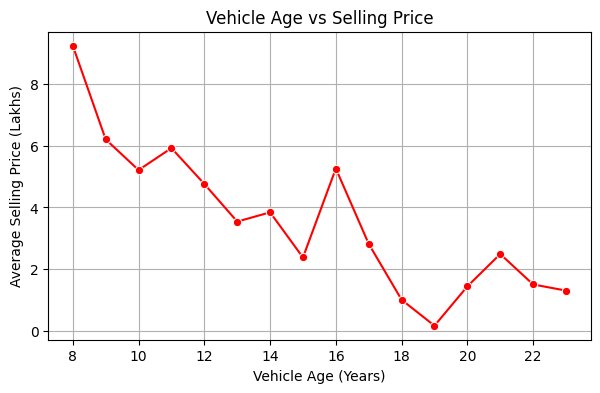 Vehicle Age vs Selling Price
Average Selling Price (Lakhs)
8
6
4
2
0
8 10 12 14 16 18 20 22
Vehicle Age (Years)